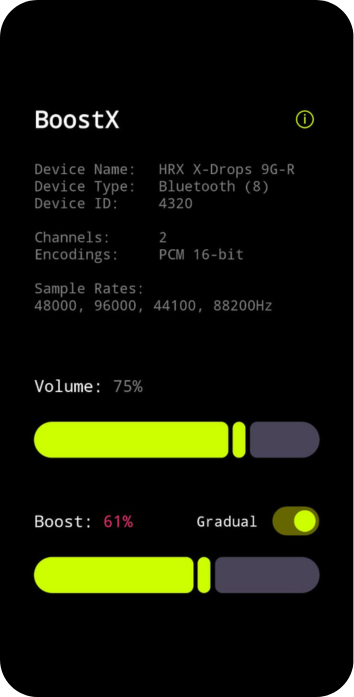 BoostX
Device Name: HRX X-Drops 9G-R
Device Type: Bluetooth (8)
Device ID: 4320
Channels: 2
Encodings: PCM 16-bit
Sample Rates:
48000, 96000, 44100, 88200Hz
Volume: 75%
Boost: 61% Gradual